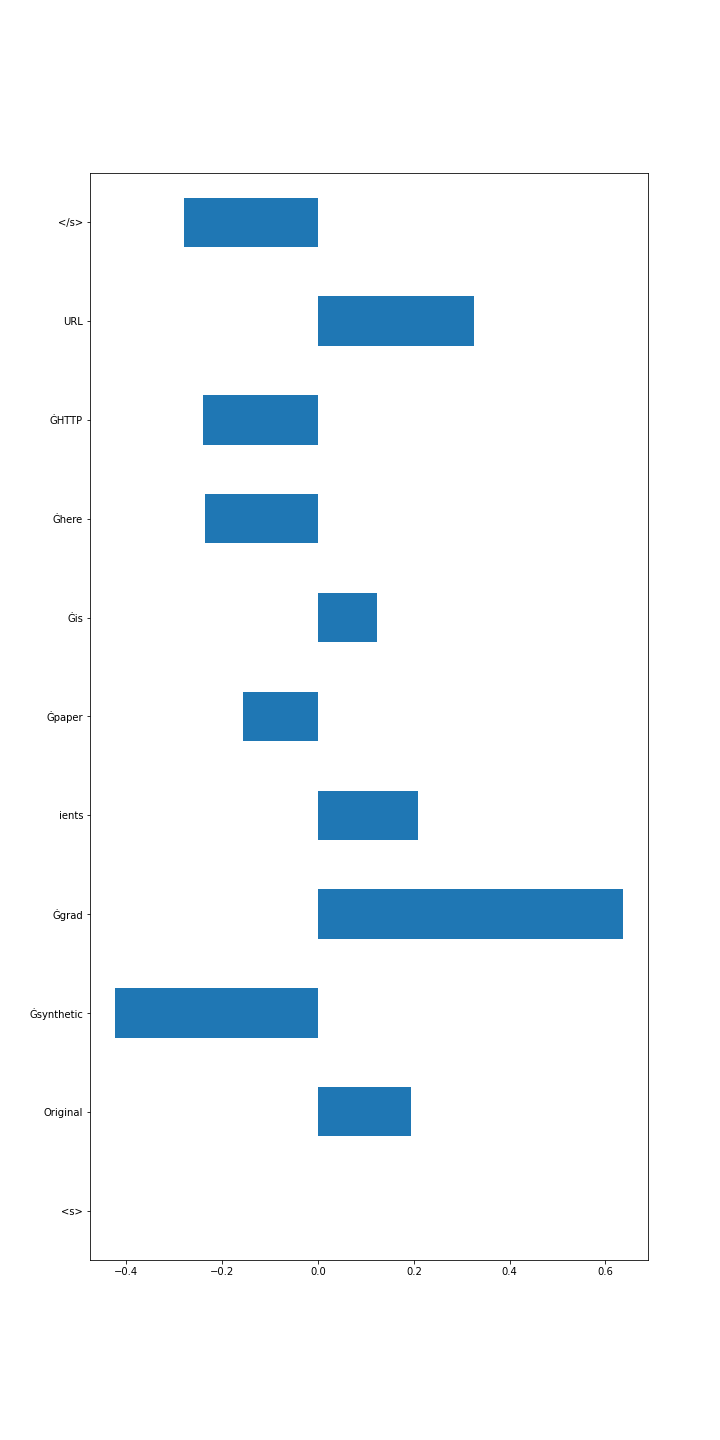 </s>
URL
ĠHTTP
Ġhere
Ġis
Ġpaper
ients
Ġgrad
Ġsynthetic
Original
<s>
−0.4 −0.2 0.0 0.2 0.4 0.6